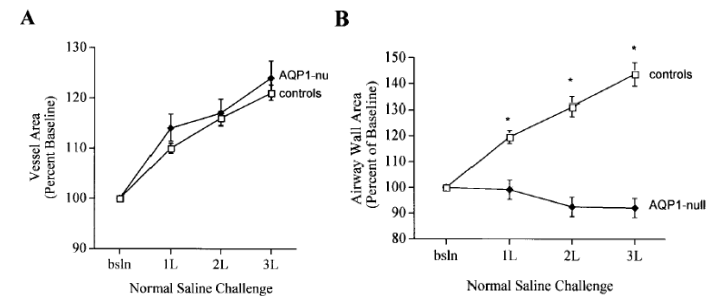 A
Vessel Area
(Percent Baseline)
130
120
110
100
90
AQP1-nu
controls
bsln
1L
2L
3L
Normal Saline Challenge
B
Airway Wall Area
(Percent of Baseline)
150
140
130
120
110
100
90
80
*
*
*
controls
AQP1-null
bsln
1L
2L
3L
Normal Saline Challenge